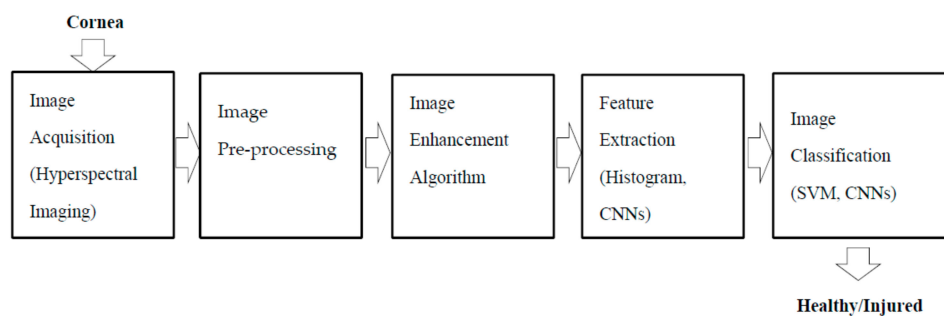 Cornea
Image
Acquisition
(Hyperspectral
Imaging)
Image
Pre-processing
Image
Enhancement
Algorithm
Feature
Extraction
(Histogram,
CNNs)
Image
Classification
(SVM, CNNs)
Healthy/Injured